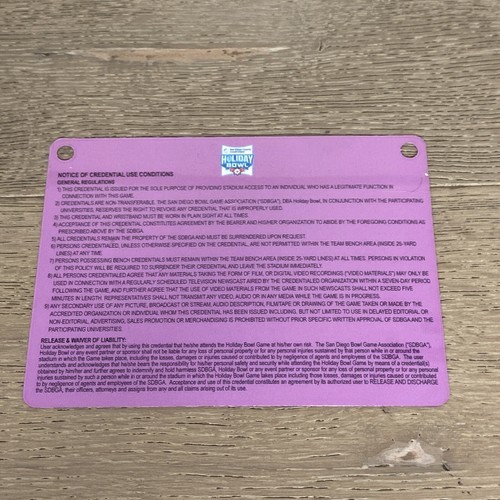 HOLIDAY
BOWL
NOTICE OF CREDENTIAL USE CONDITIONS
GENERAL REGULATIONS
1) THIS CREDENTIAL IS ISSUED FOR THE SOLE PURPOSE OF PROVIDING STADIUM ACCESS TO AN INDIVIDUAL WHO HAS A LEGITIMATE FUNCTION IN
CONNECTION WITH THIS GAME.
2) CREDENTIALS ARE NON-TRANSFERABLE. THE SAN DIEGO BOWL GAME ASSOCIATION ("SDBGA"), DBA Holiday Bowl, IN CONJUNCTION WITH THE PARTICIPATING
UNIVERSITIES, RESERVES THE RIGHT TO REVOKE ANY CREDENTIAL THAT IS IMPROPERLY USED.
3) THIS CREDENTIAL AND WRISTBAND MUST BE WORN IN PLAIN SIGHT AT ALL TIMES.
4) ACCEPTANCE OF THIS CREDENTIAL CONSTITUTES AGREEMENT BY THE BEARER AND HIGHER ORGANIZATION TO ABIDE BY THE FOREGOING CONDITIONS AS
PRESCRIBED ABOVE BY THE SDBGA.
5) ALL CREDENTIALS REMAIN THE PROPERTY OF THE SDBGA AND MUST BE SURRENDERED UPON REQUEST.
6) PERSONS CREDENTIALED, UNLESS OTHERWISE SPECIFIED ON THE CREDENTIAL, ARE NOT PERMITTED WITHIN THE TEAM BENCH AREA (INSIDE 25-YARD
LINES) AT ANY TIME.
7) PERSONS POSSESSING BENCH CREDENTIALS MUST REMAIN WITHIN THE TEAM BENCH AREA (INSIDE 25-YARD LINES) AT ALL TIMES. PERSONS IN VIOLATION
OF THIS POLICY WILL BE REQUIRED TO SURRENDER THEIR CREDENTIAL AND LEAVE THE STADIUM IMMEDIATELY.
8) ALL PERSONS CREDENTIALED AGREE THAT ANY MATERIALS TAKING THE FORM OF FILM, OR DIGITAL VIDEO RECORDINGS ("VIDEO MATERIALS") MAY ONLY BE
USED IN CONNECTION WITH A REGULARLY SCHEDULED TELEVISION NEWSCAST AIRED BY THE CREDENTIALED ORGANIZATION WITHIN A SEVEN DAY PERIOD
FOLLOWING THE GAME, AND FURTHER AGREE THAT THE USE OF VIDEO MATERIALS FROM THE GAME IN SUCH NEWSCASTS SHALL NOT EXCEED FIVE
MINUTES IN LENGTH. REPRESENTATIVES SHALL NOT TRANSMIT ANY VIDEO, AUDIO OR IN ANY MEDIA WHILE THE GAME IS IN PROGRESS.
9) ANY SECONDARY USE OF ANY PICTURE, BROADCAST OR STREAM, AUDIO DESCRIPTION, FILM/TAPE OR DRAWING OF THE GAME TAKEN OR MADE BY THE
ACCREDITED ORGANIZATION OR INDIVIDUAL WHOM THIS CREDENTIAL HAS BEEN ISSUED INCLUDING, BUT NOT LIMITED TO USE IN DELAYED EDITORIAL OR
NON-EDITORIAL, ADVERTISING, SALES PROMOTION OR MERCHANDISING IS PROHIBITED WITHOUT PRIOR SPECIFIC WRITTEN APPROVAL OF SDBGA AND THE
PARTICIPATING UNIVERSITIES.
RELEASE & WAIVER OF LIABILITY:
User acknowledges and agrees that by using this credential that he/she attends the Holiday Bowl Game at his/her own risk. The San Diego Bowl Game Association ("SDBGA"),
Holiday Bowl or any event partner or sponsor shall not be liable for any loss of personal property or for any personal injuries sustained by this person while in or around the
stadium in which the Game takes place, including the losses, damages or injuries caused or contributed to by negligence of agents and employees of the SDBGA. The user
understands and acknowledges that he/she bears the responsibility for his/her personal safety and security while attending the Holiday Bowl Game by means of the credential(s)
obtained by him/her and further agrees to indemnify and hold harmless SDBGA, Holiday Bowl or any event partner or sponsor for any loss of personal property or for any personal
injuries sustained by such a person while in or around the stadium in which the Holiday Bowl Game takes place including those losses, damages or injuries caused or contributed
to by negligence of agents and employees of the SDBGA. Acceptance and use of this credential constitutes an agreement by its authorized user to RELEASE AND DISCHARGE
the SDBGA, their officers, attorneys and assigns from any and all claims arising out of its use.